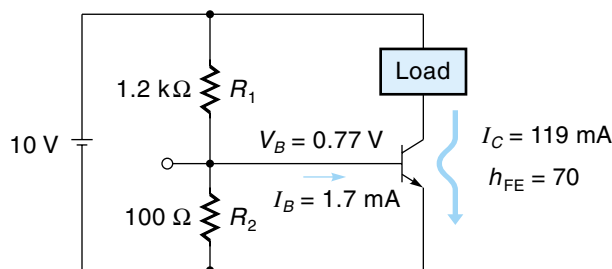 Load
1.2 kΩ R₁
10 V
V_B = 0.77 V
I_C = 119 mA
h_FE = 70
I_B = 1.7 mA
100 Ω R₂